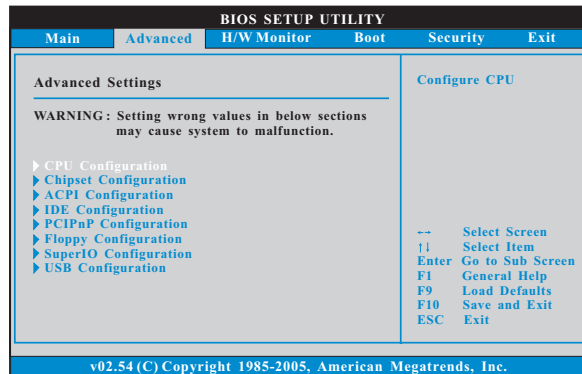 BIOS SETUP UTILITY
Main Advanced H/W Monitor Boot Security Exit
Advanced Settings
WARNING : Setting wrong values in below sections
may cause system to malfunction.
CPU Configuration
Chipset Configuration
ACPI Configuration
IDE Configuration
PCIPnP Configuration
Floppy Configuration
SuperIO Configuration
USB Configuration
Configure CPU
←→ Select Screen
↑↓ Select Item
Enter Go to Sub Screen
F1 General Help
F9 Load Defaults
F10 Save and Exit
ESC Exit
v02.54 (C) Copyright 1985-2005, American Megatrends, Inc.